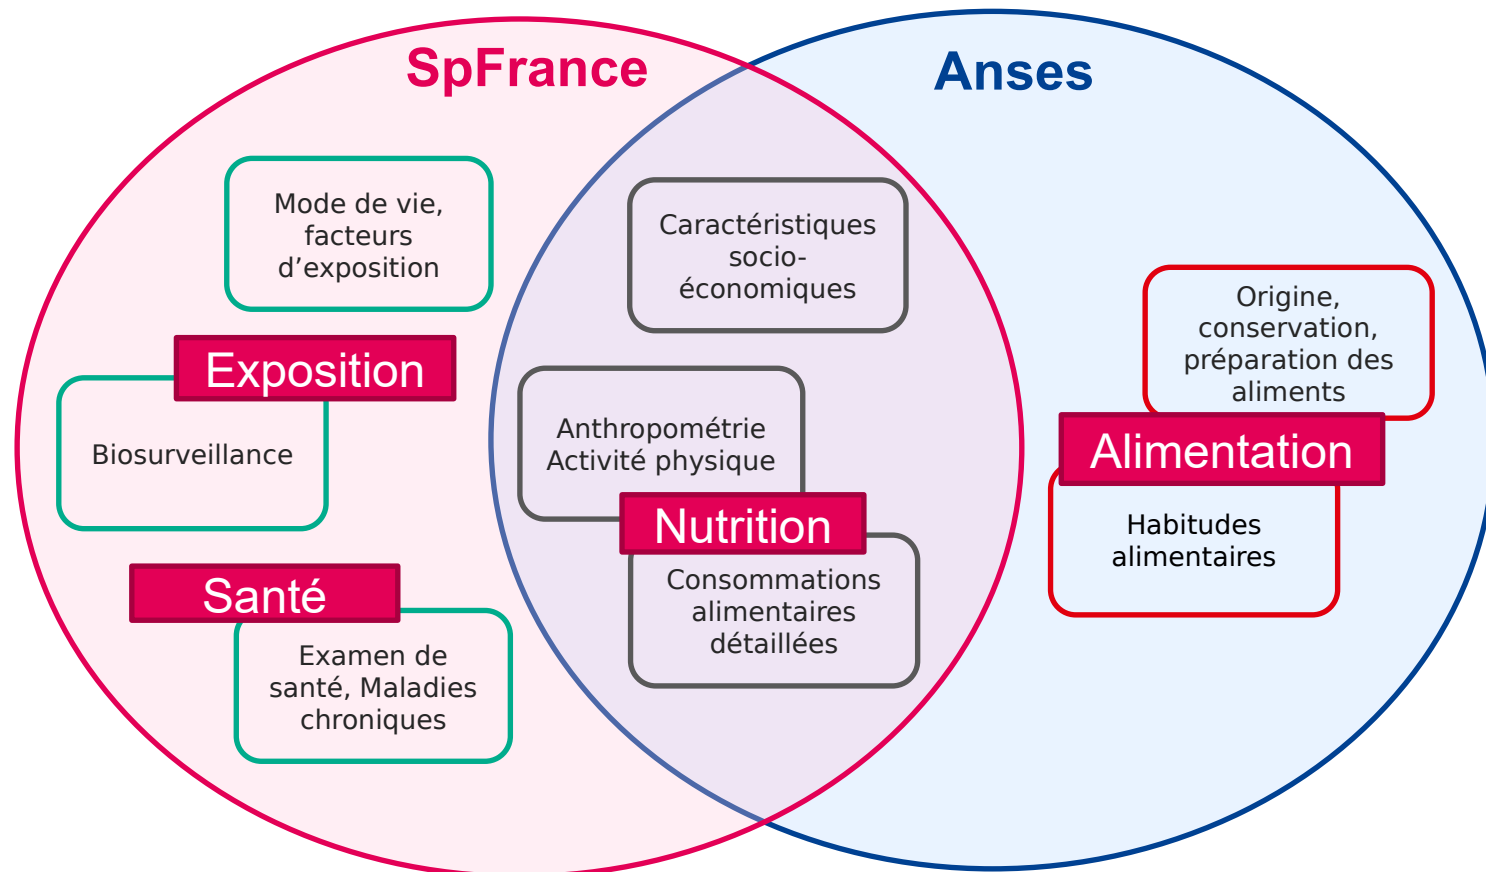 SpFrance
Anses
Mode de vie,
facteurs
d’exposition
Exposition
Biosurveillance
Santé
Examen de
santé, Maladies
chroniques
Caractéristiques
socio-
économiques
Anthropométrie
Activité physique
Nutrition
Consommations
alimentaires
détaillées
Origine,
conservation,
préparation des
aliments
Alimentation
Habitudes
alimentaires